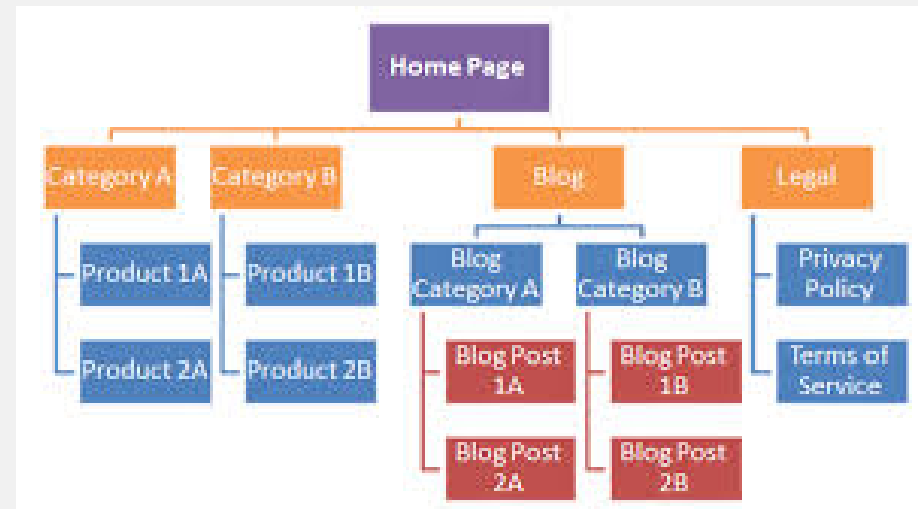 Home Page
Category A
Category B
Blog
Legal
Product 1A
Product 1B
Blog
Category A
Blog
Category B
Privacy
Policy
Product 2A
Product 2B
Blog Post
1A
Blog Post
1B
Terms of
Service
Blog Post
2A
Blog Post
2B